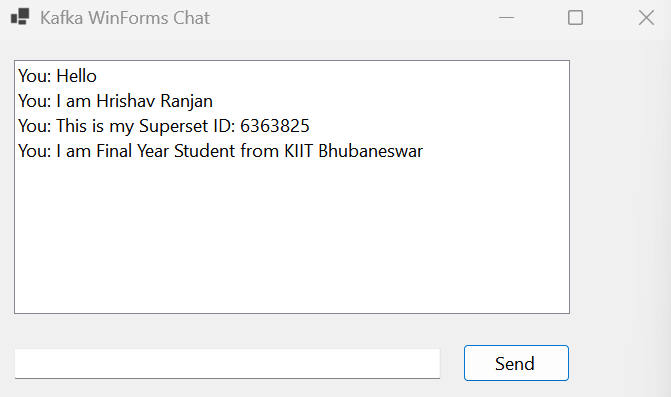 Kafka WinForms Chat
You: Hello
You: I am Hrishav Ranjan
You: This is my Superset ID: 6363825
You: I am Final Year Student from KIIT Bhubaneswar
Send